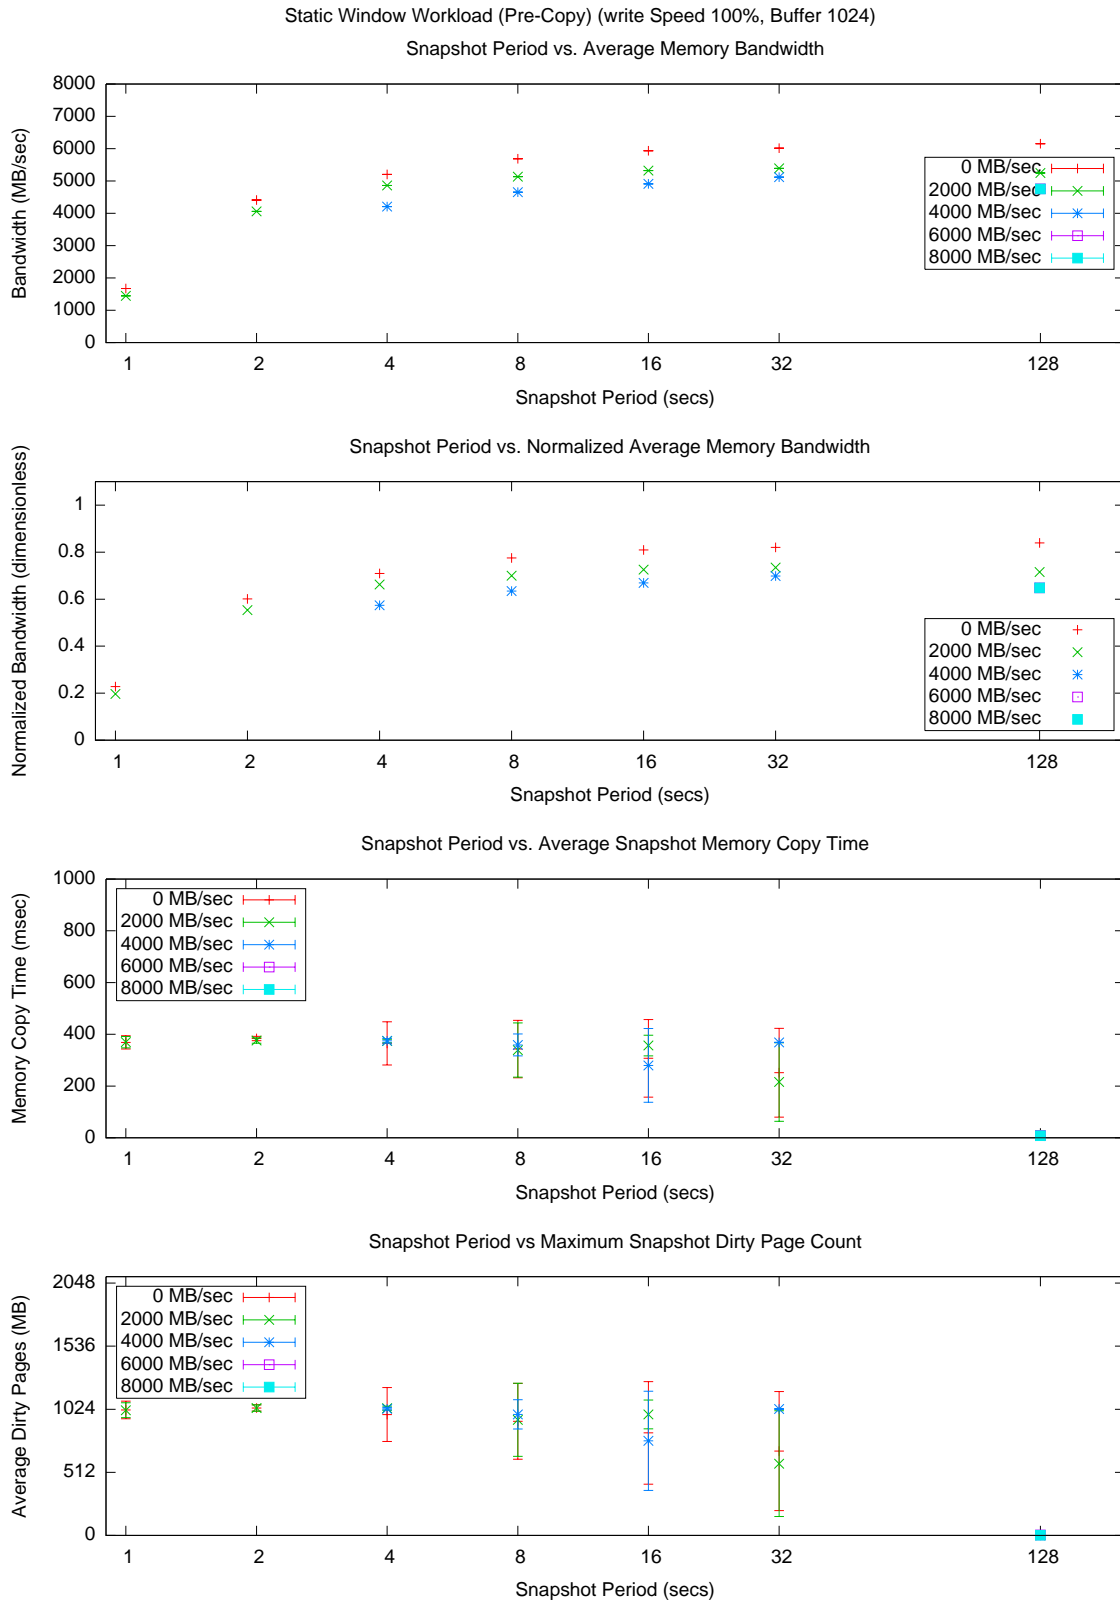 Static Window Workload (Pre-Copy) (write Speed 100%, Buffer 1024)
Snapshot Period vs. Average Memory Bandwidth
Bandwidth (MB/sec)
8000
7000
6000
5000
4000
3000
2000
1000
0
0 MB/sec
2000 MB/sec
4000 MB/sec
6000 MB/sec
8000 MB/sec
1 2 4 8 16 32 128
Snapshot Period (secs)
Snapshot Period vs. Normalized Average Memory Bandwidth
Normalized Bandwidth (dimensionless)
1
0.8
0.6
0.4
0.2
0
0 MB/sec
2000 MB/sec
4000 MB/sec
6000 MB/sec
8000 MB/sec
1 2 4 8 16 32 128
Snapshot Period (secs)
Snapshot Period vs. Average Snapshot Memory Copy Time
Memory Copy Time (msec)
1000
800
600
400
200
0
0 MB/sec
2000 MB/sec
4000 MB/sec
6000 MB/sec
8000 MB/sec
1 2 4 8 16 32 128
Snapshot Period (secs)
Snapshot Period vs Maximum Snapshot Dirty Page Count
Average Dirty Pages (MB)
2048
1536
1024
512
0
0 MB/sec
2000 MB/sec
4000 MB/sec
6000 MB/sec
8000 MB/sec
1 2 4 8 16 32 128
Snapshot Period (secs)